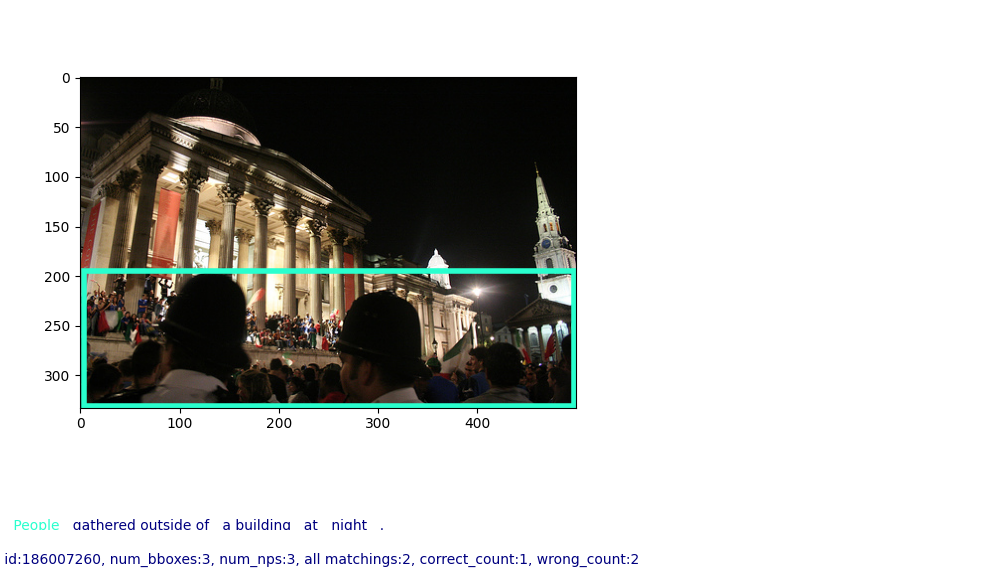 0
50
100
150
200
250
300
0 100 200 300 400
People gathered outside of a building at night .
id:186007260, num_bboxes:3, num_nps:3, all matchings:2, correct_count:1, wrong_count:2